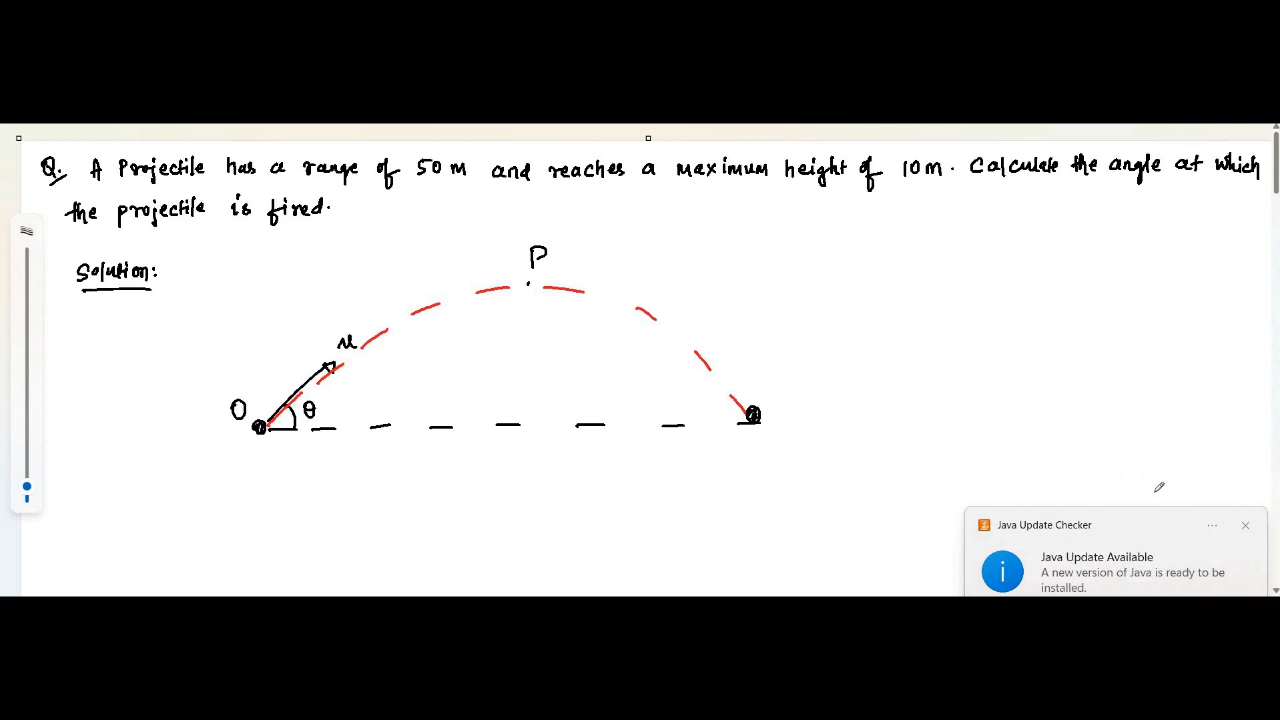 Q. A Projectile has a range of 50 m and reaches a maximum height of 10 m. Calculate the angle at which
the projectile is fired.
Solution:
P
u
O θ
Java Update Checker
Java Update Available
A new version of Java is ready to be
installed.